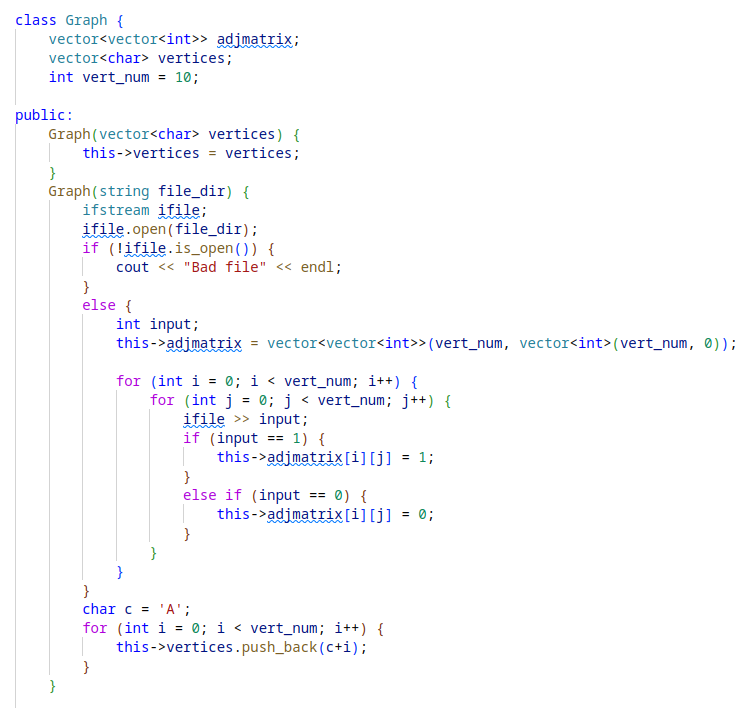 class Graph {
    vector<vector<int>> adjmatrix;
    vector<char> vertices;
    int vert_num = 10;

public:
    Graph(vector<char> vertices) {
        this->vertices = vertices;
    }
    Graph(string file_dir) {
        ifstream ifile;
        ifile.open(file_dir);
        if (!ifile.is_open()) {
            cout << "Bad file" << endl;
        }
        else {
            int input;
            this->adjmatrix = vector<vector<int>>(vert_num, vector<int>(vert_num, 0));

            for (int i = 0; i < vert_num; i++) {
                for (int j = 0; j < vert_num; j++) {
                    ifile >> input;
                    if (input == 1) {
                        this->adjmatrix[i][j] = 1;
                    }
                    else if (input == 0) {
                        this->adjmatrix[i][j] = 0;
                    }
                }
            }
        }
        char c = 'A';
        for (int i = 0; i < vert_num; i++) {
            this->vertices.push_back(c+i);
        }
    }